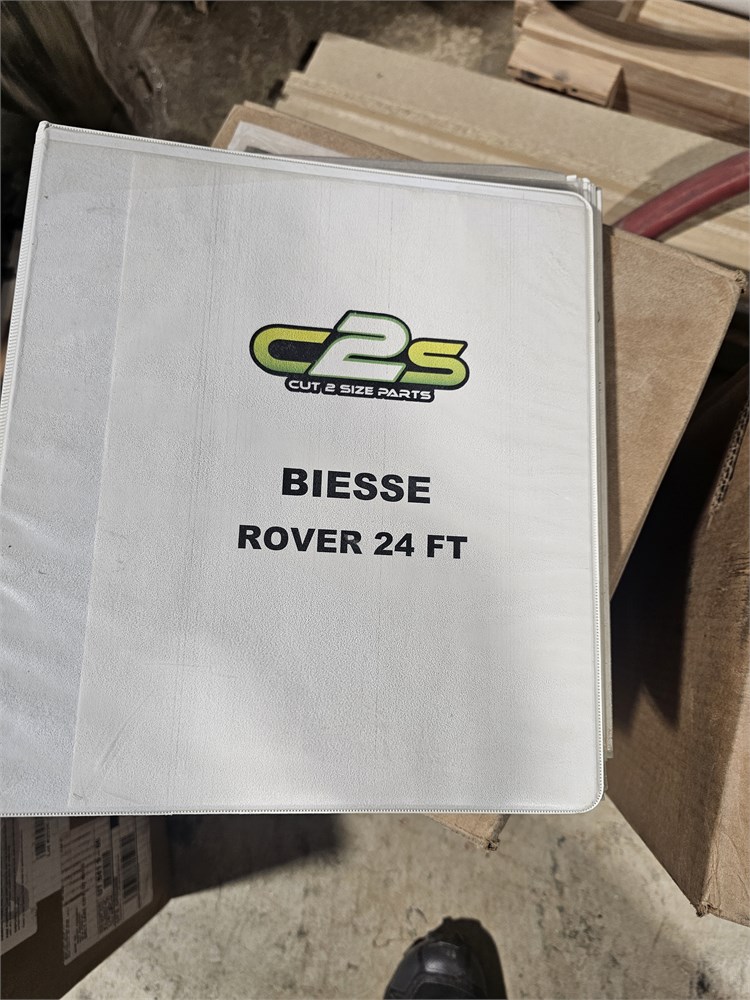 C2S
CUT 2 SIZE PARTS
BIESSE
ROVER 24 FT